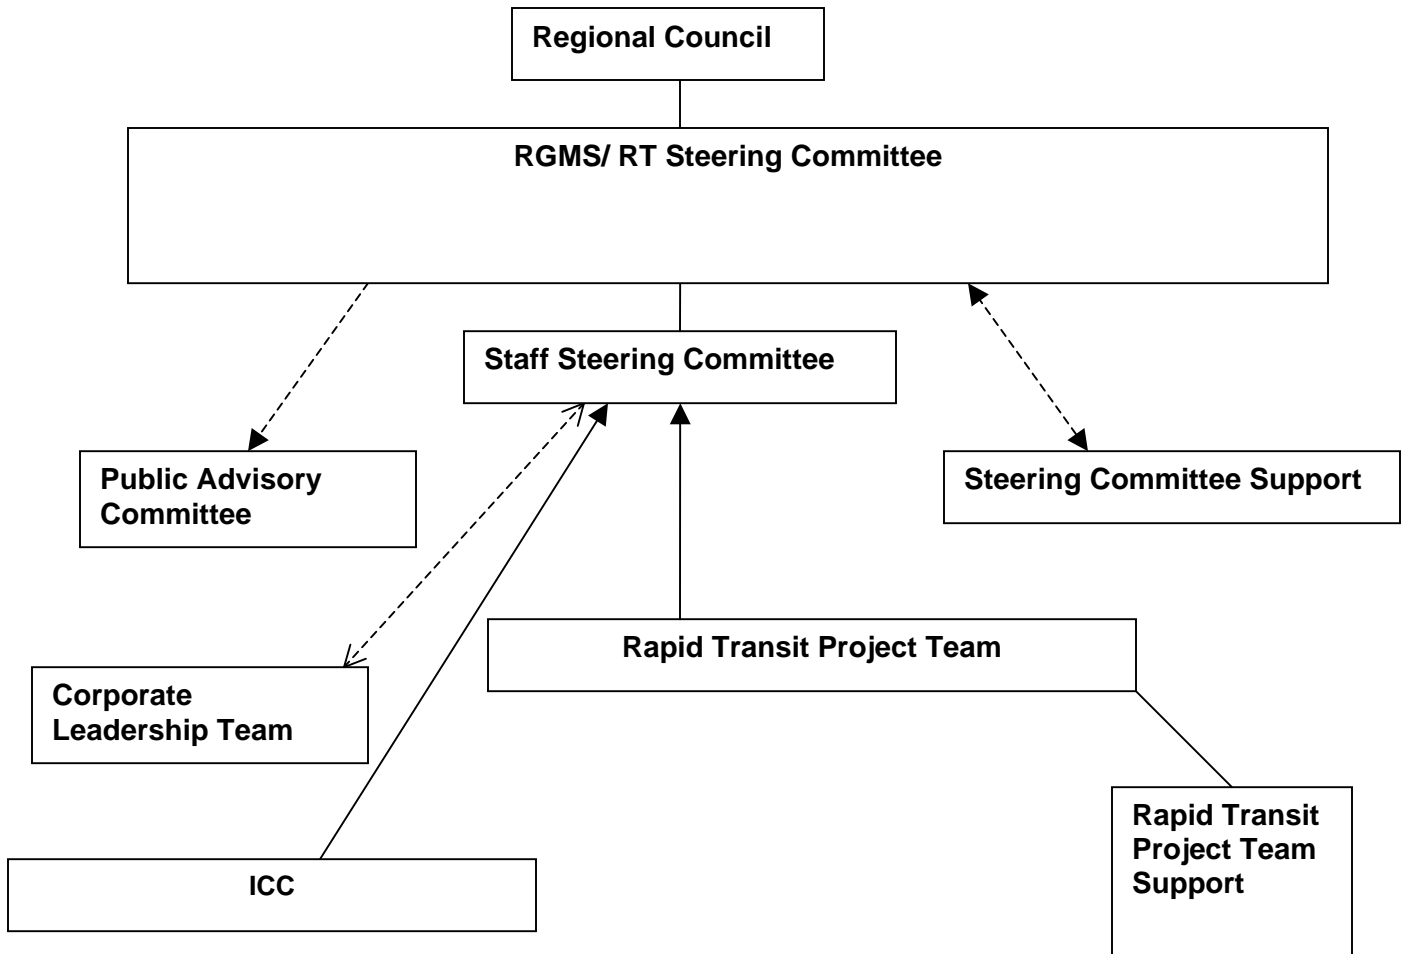 Regional Council
RGMS/ RT Steering Committee
Staff Steering Committee
Public Advisory
Committee
Steering Committee Support
Rapid Transit Project Team
Corporate
Leadership Team
Rapid Transit
Project Team
Support
ICC